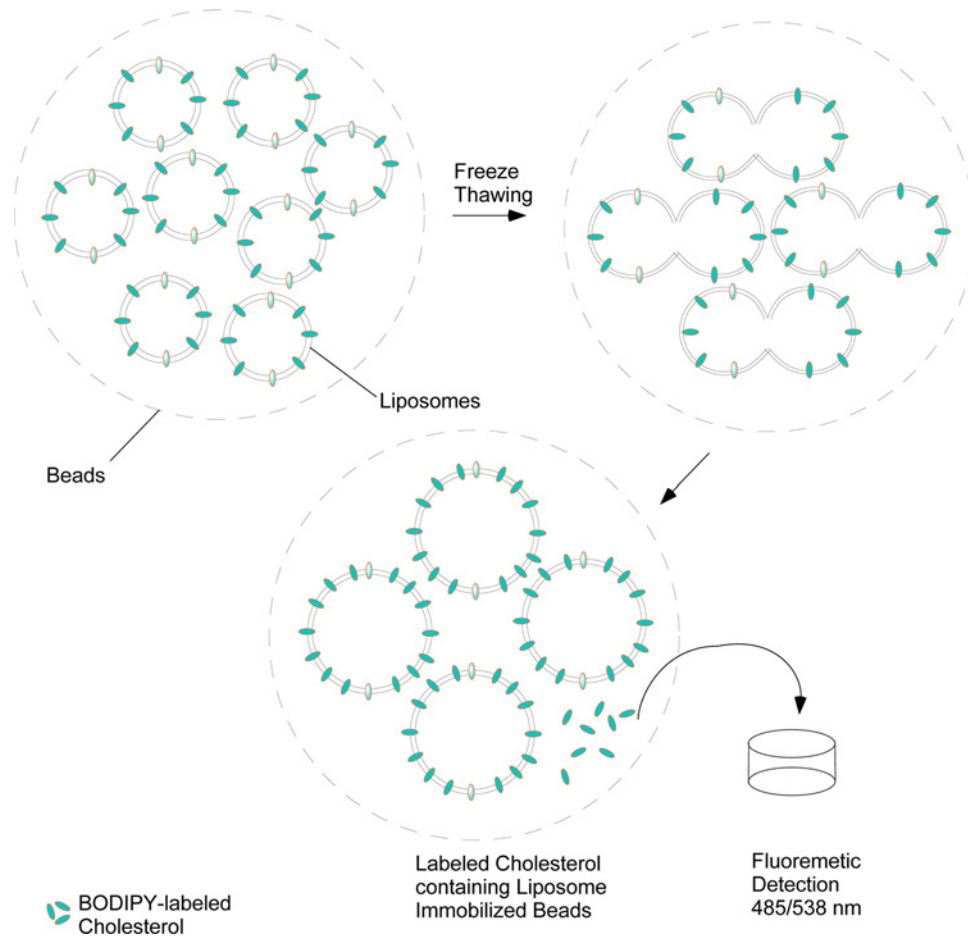 Freeze
Thawing
Liposomes
Beads
Labeled Cholesterol
containing Liposome
Immobilized Beads
Fluoremetic
Detection
485/538 nm
BODIPY-labeled
Cholesterol